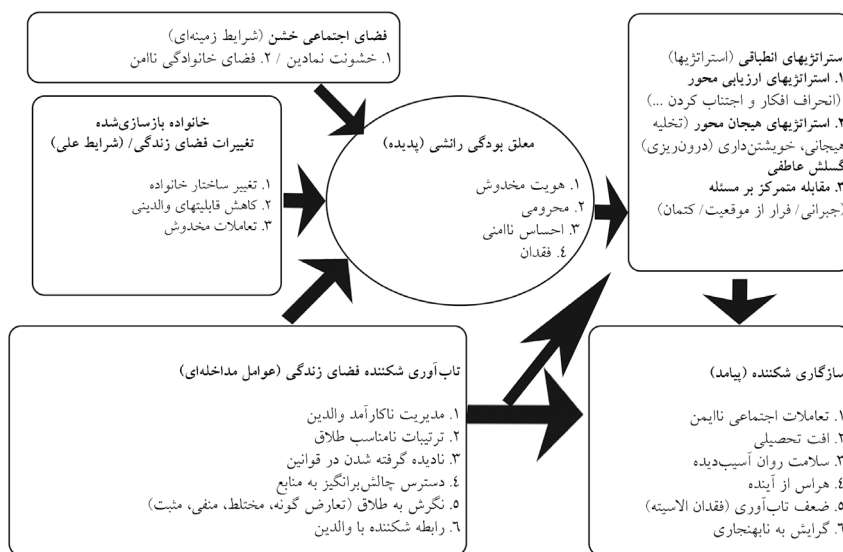 فضای اجتماعی خشن (شرایط زمینه‌ای)
۱. خشونت نمادین / ۲. فضای خانوادگی ناامن
خانواده بازسازی‌شده
تغییرات فضای زندگی/ (شرایط علی)
۱. تغییر ساختار خانواده
۲. کاهش قابلیتهای والدینی
۳. تعاملات مخدوش
معلق بودگی رانشی (پدیده)
۱. هویت مخدوش
۲. محرومی
۳. احساس ناامنی
۴. فقدان
ستراتژیهای انطباقی (استراتژیها)
۱. استراتژیهای ارزیابی محور
(انحراف افکار و اجتناب کردن ...)
۲. استراتژیهای هیجان محور (تخلیه
هیجانی، خویشتن‌داری (درون‌ریزی)
گسلش عاطفی
۳. مقابله متمرکز بر مسئله
(جبرانی/ فرار از موقعیت/ کتمان)
تاب‌آوری شکننده فضای زندگی (عوامل مداخله‌ای)
۱. مدیریت ناکارآمد والدین
۲. ترتیبات نامناسب طلاق
۳. نادیده گرفته شدن در قوانین
۴. دسترس چالش‌برانگیز به منابع
۵. نگرش به طلاق (تعارض گونه، مختلط، منفی، مثبت)
۶. رابطه شکننده با والدین
سازگاری شکننده (پیامد)
۱. تعاملات اجتماعی ناایمن
۲. افت تحصیلی
۳. سلامت روان آسیب‌دیده
۴. هراس از آینده
۵. ضعف تاب‌آوری (فقدان الاسیته)
۶. گرایش به نابهنجاری